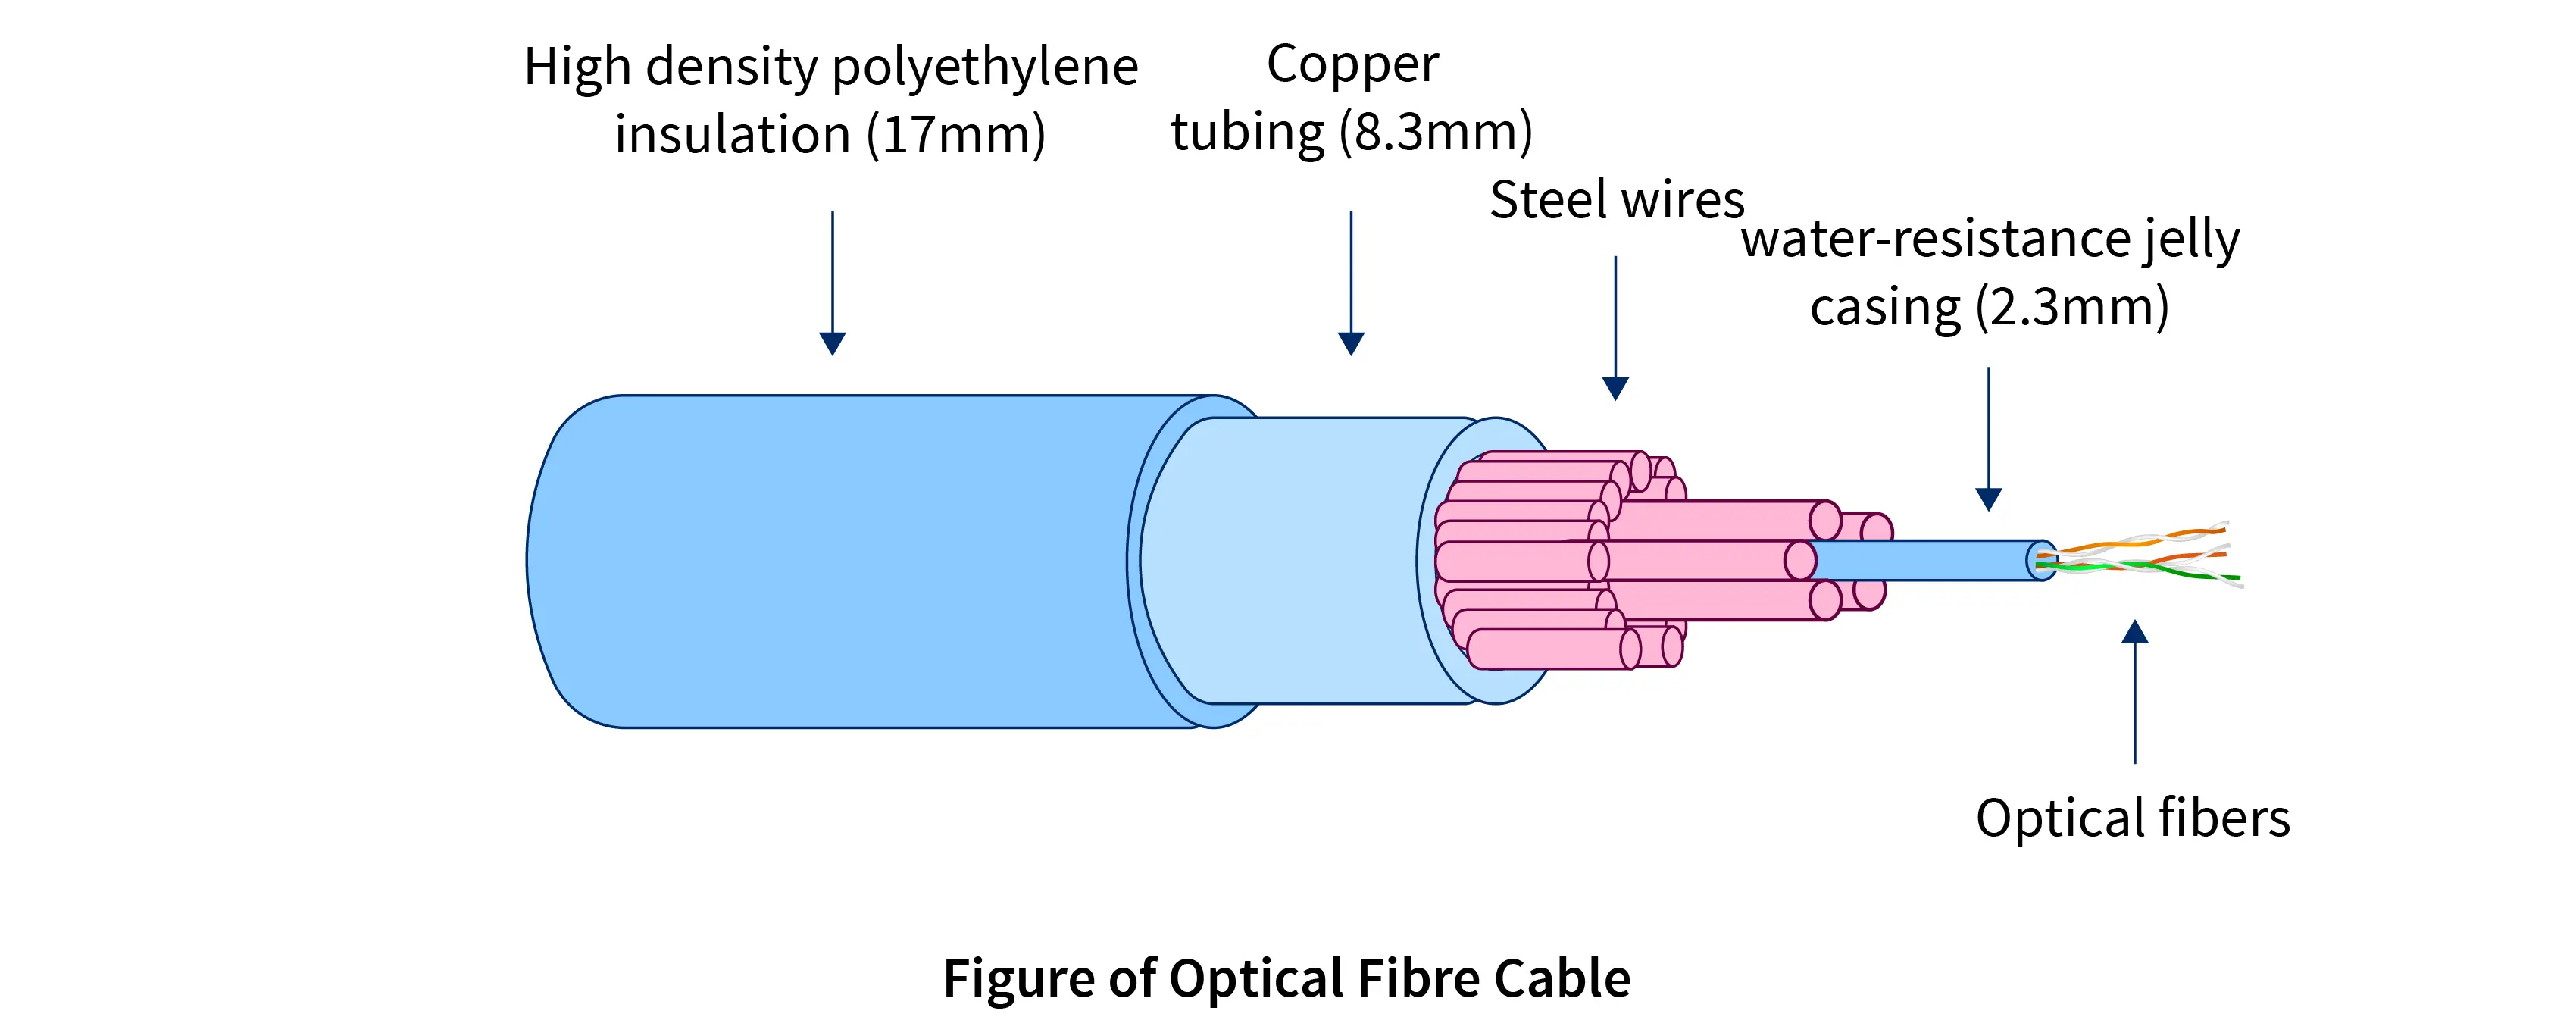 High density polyethylene
insulation (17mm)
Copper
tubing (8.3mm)
Steel wires
water-resistance jelly
casing (2.3mm)
Optical fibers
Figure of Optical Fibre Cable